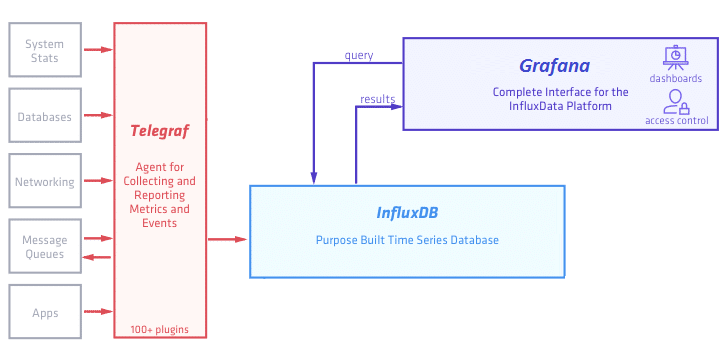 System
Stats
Databases
Networking
Message
Queues
Apps
Telegraf
Agent for
Collecting and
Reporting
Metrics and
Events
100+ plugins
query
results
Grafana
Complete Interface for the
InfluxData Platform
dashboards
access control
InfluxDB
Purpose Built Time Series Database